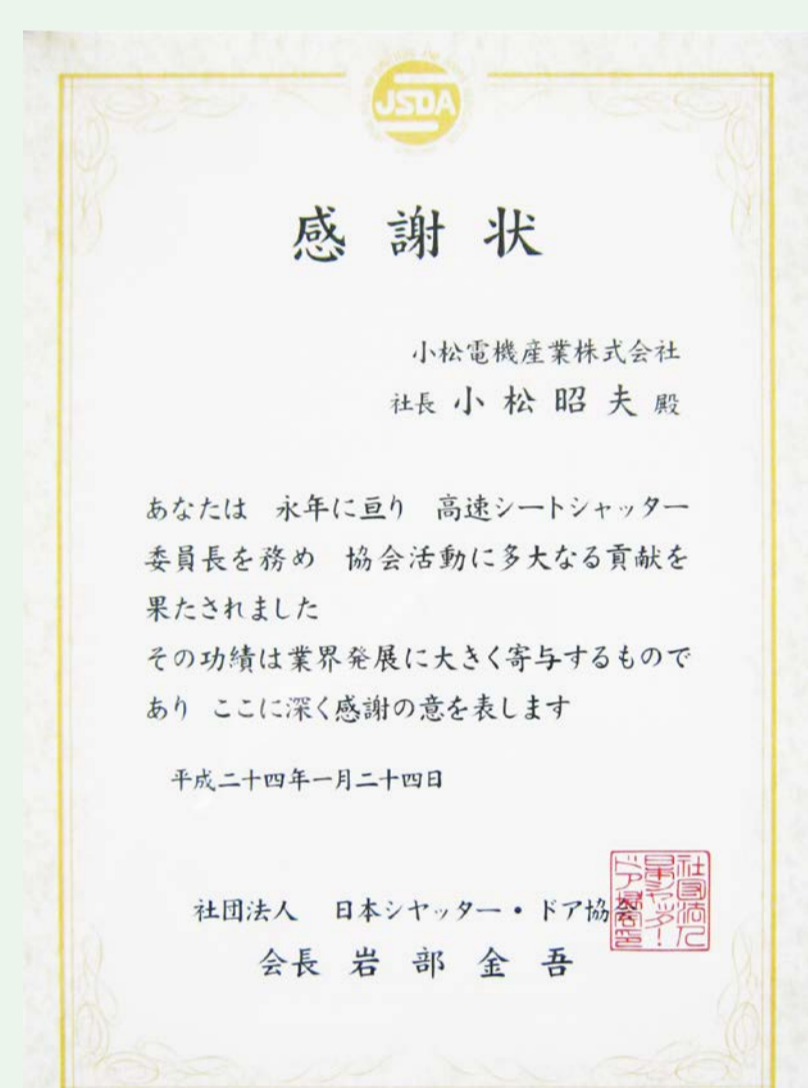 JSDA
感謝状
小松電機産業株式会社
社長 小松昭夫 殿
あなたは 永年に亘り 高速シートシャッター
委員長を務め 協会活動に多大なる貢献を
果たされました
その功績は業界発展に大きく寄与するもので
あり ここに深く感謝の意を表します
平成二十四年一月二十四日
社団法人 日本シヤッター・ドア協会
会長 岩部金吾